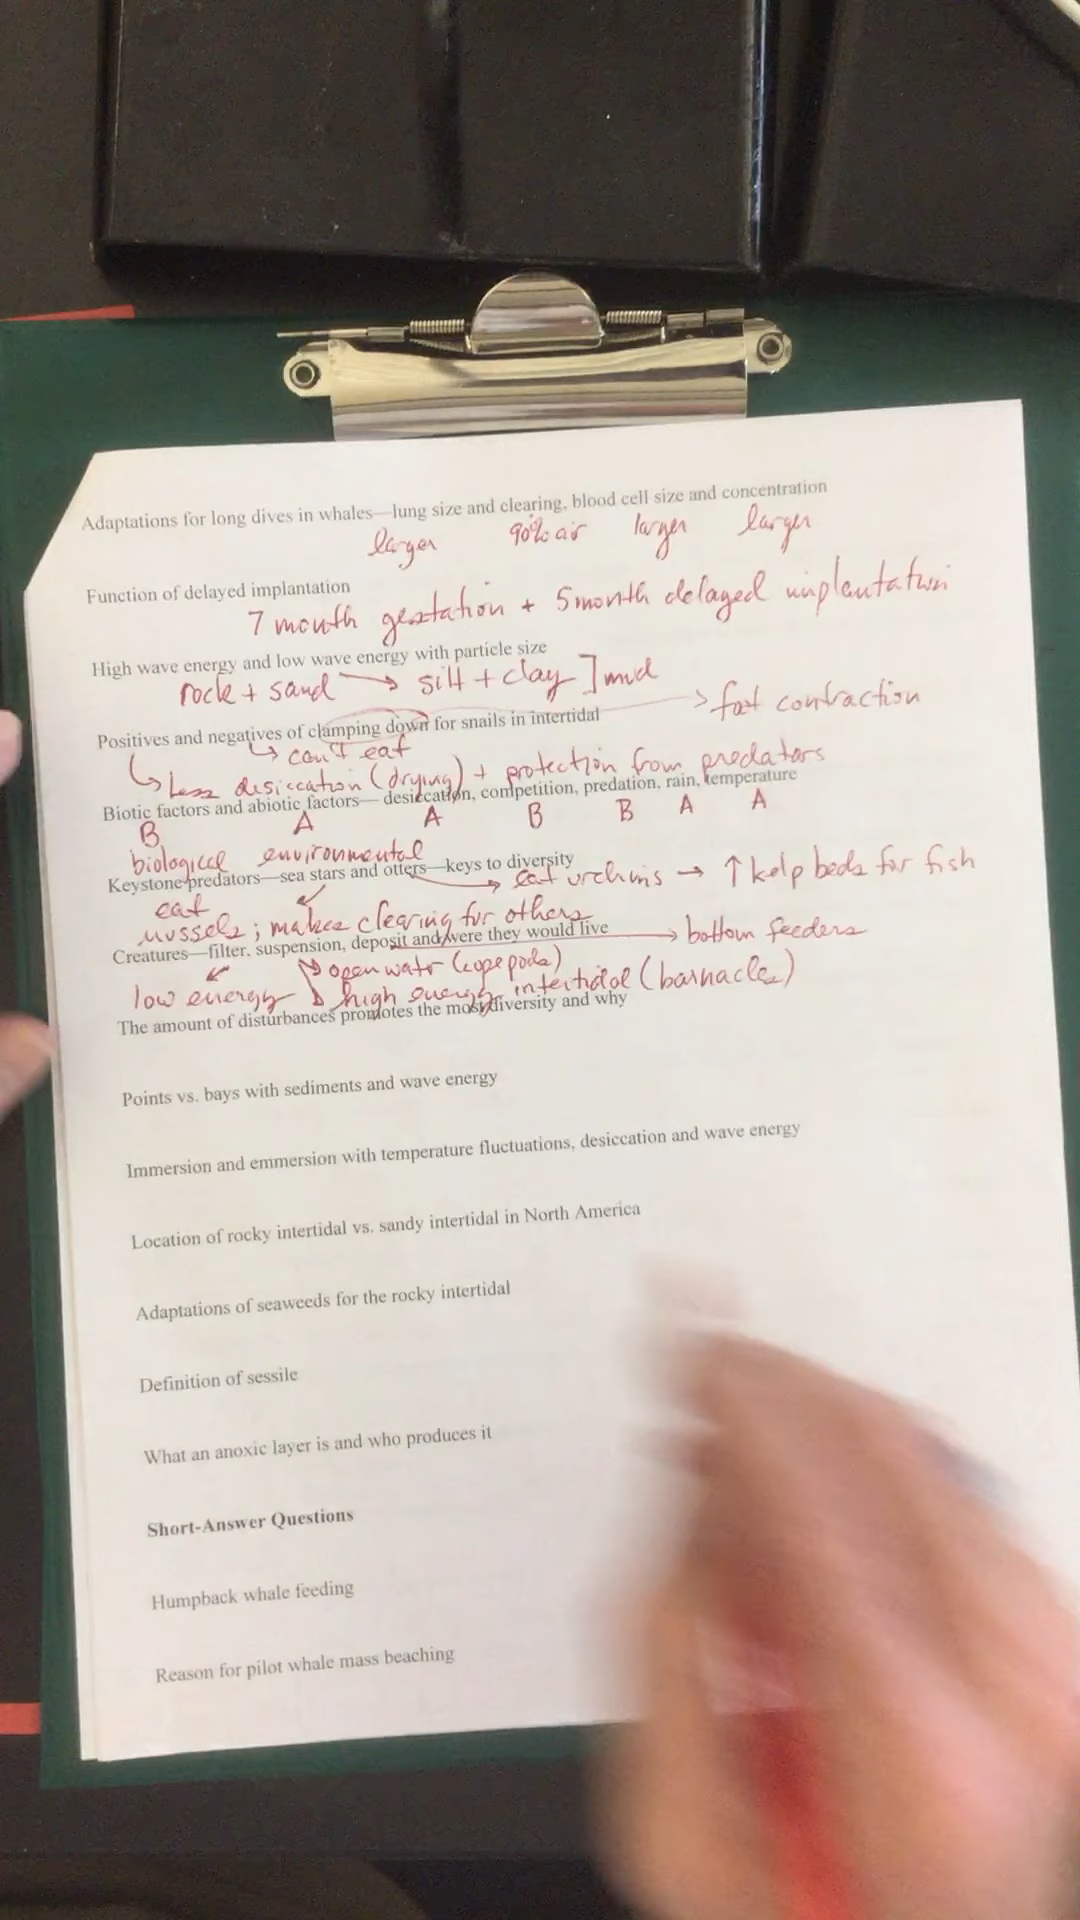 Adaptations for long dives in whales—lung size and clearing, blood cell size and concentration
larger 90% air larger larger
Function of delayed implantation
7 month gestation + 5 month delayed implantation
High wave energy and low wave energy with particle size
rock + sand → silt + clay ] mud
Positives and negatives of clamping down for snails in intertidal → foot contraction
↳ can't eat
↳ Less desiccation (drying) + protection from predators
Biotic factors and abiotic factors— desiccation, competition, predation, rain, temperature
B A A B B A A
biological environmental
Keystone predators—sea stars and otters—keys to diversity
→ eat urchins → ↑ kelp beds for fish
eat
mussels; makes clearing for others
Creatures—filter, suspension, deposit and were they would live → bottom feeders
open water (copepods)
low energy high energy intertidal (barnacles)
The amount of disturbances promotes the most diversity and why
Points vs. bays with sediments and wave energy
Immersion and emmersion with temperature fluctuations, desiccation and wave energy
Location of rocky intertidal vs. sandy intertidal in North America
Adaptations of seaweeds for the rocky intertidal
Definition of sessile
What an anoxic layer is and who produces it
Short-Answer Questions
Humpback whale feeding
Reason for pilot whale mass beaching